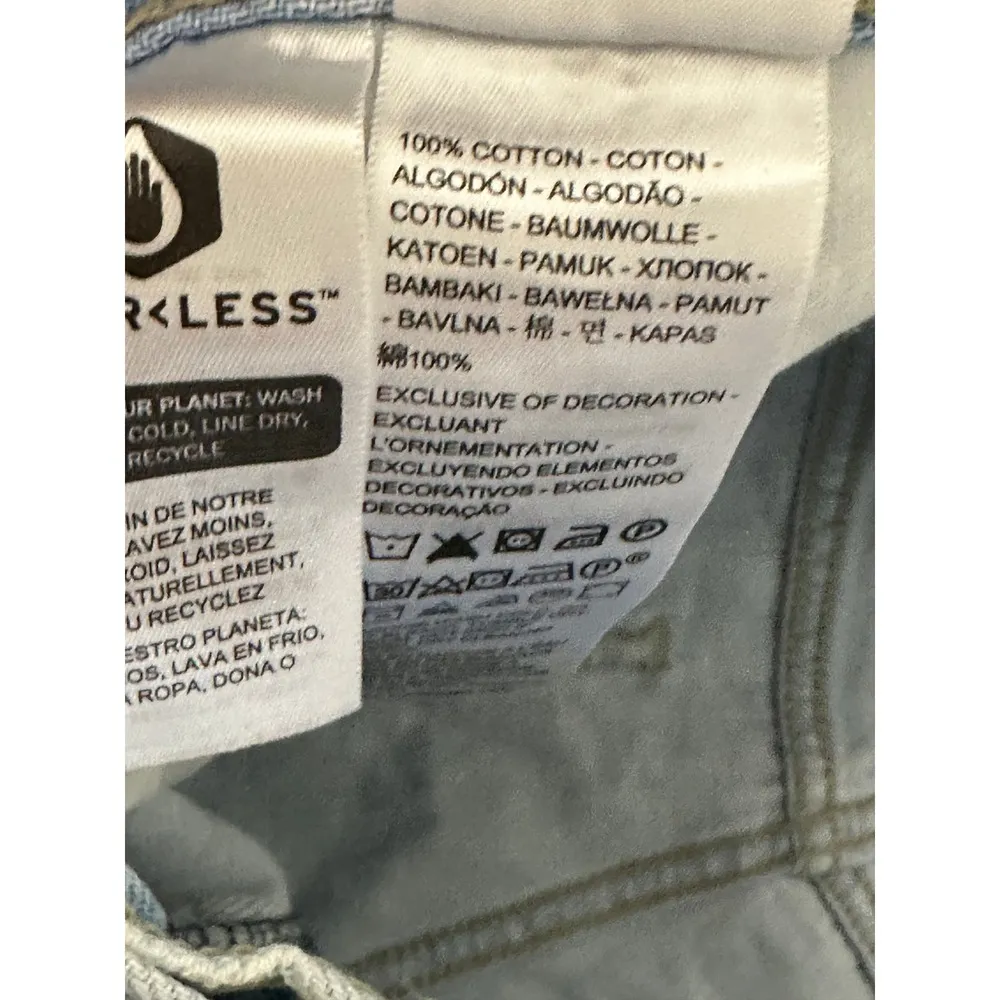 R<LESS™
UR PLANET: WASH
COLD, LINE DRY,
RECYCLE
IN DE NOTRE
AVEZ MOINS,
OID, LAISSEZ
ATURELLEMENT,
U RECYCLEZ
ESTRO PLANETA:
OS, LAVA EN FRIO,
A ROPA, DONA O
100% COTTON - COTON -
ALGODÓN - ALGODÃO -
COTONE - BAUMWOLLE -
KATOEN - PAMUK - ХЛОПОК -
BAMBAKI - BAWEŁNA - PAMUT
- BAVLNA - 棉 - 면 - KAPAS
綿100%
EXCLUSIVE OF DECORATION -
EXCLUANT
L'ORNEMENTATION -
EXCLUYENDO ELEMENTOS
DECORATIVOS - EXCLUINDO
DECORAÇÃO
P
30 P